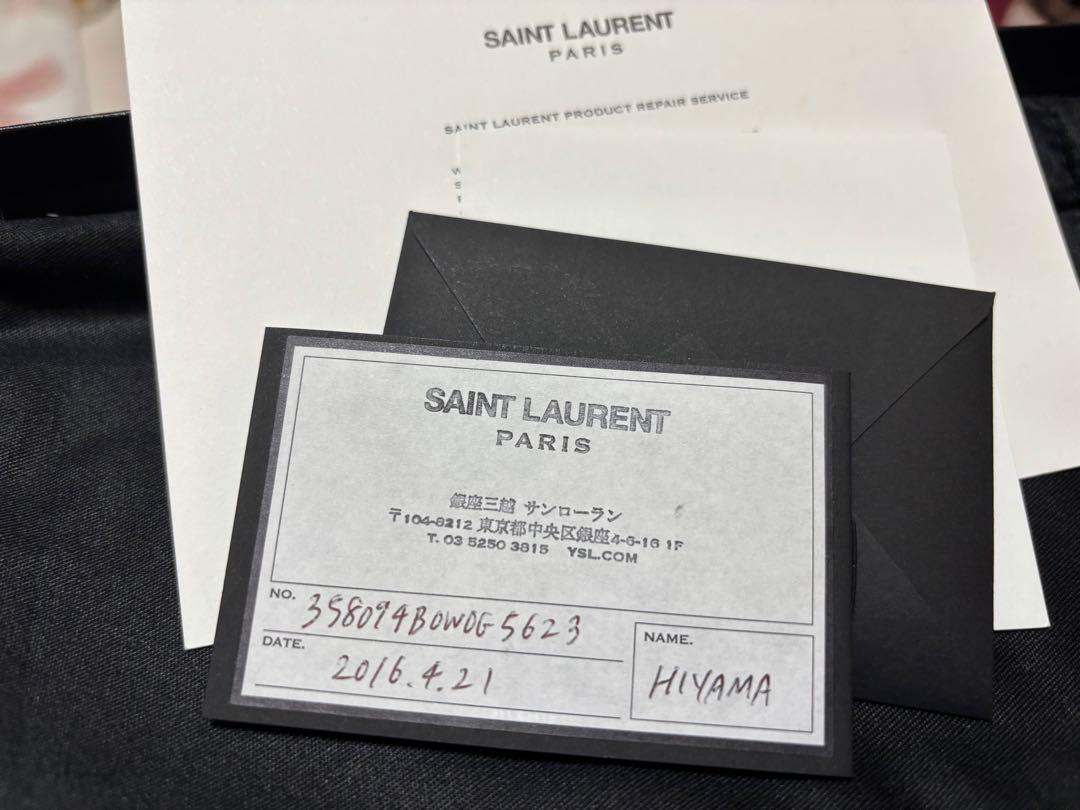 SAINT LAURENT
PARIS
SAINT LAURENT PRODUCT REPAIR SERVICE
SAINT LAURENT
PARIS
銀座三越 サンローラン
〒104-8212 東京都中央区銀座4-6-16 1F
T. 03 5250 3815 YSL.COM
NO. 358094BOWOG5623
DATE. 2016.4.21
NAME.
HIYAMA